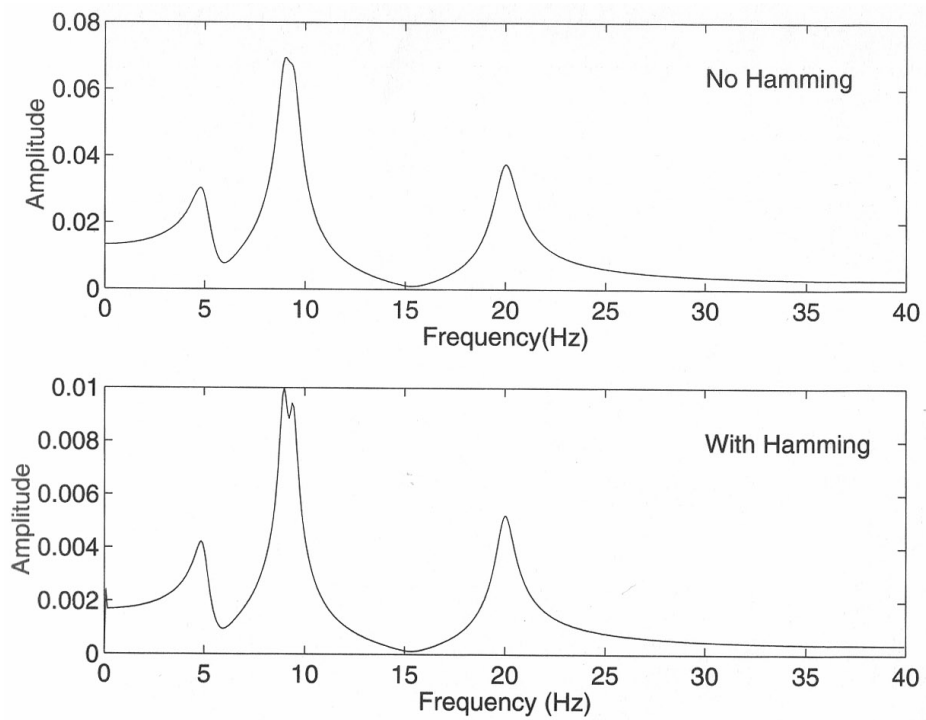 0.08
0.06
0.04
0.02
0
Amplitude
No Hamming
0 5 10 15 20 25 30 35 40
Frequency(Hz)
0.01
0.008
0.006
0.004
0.002
0
Amplitude
With Hamming
0 5 10 15 20 25 30 35 40
Frequency (Hz)